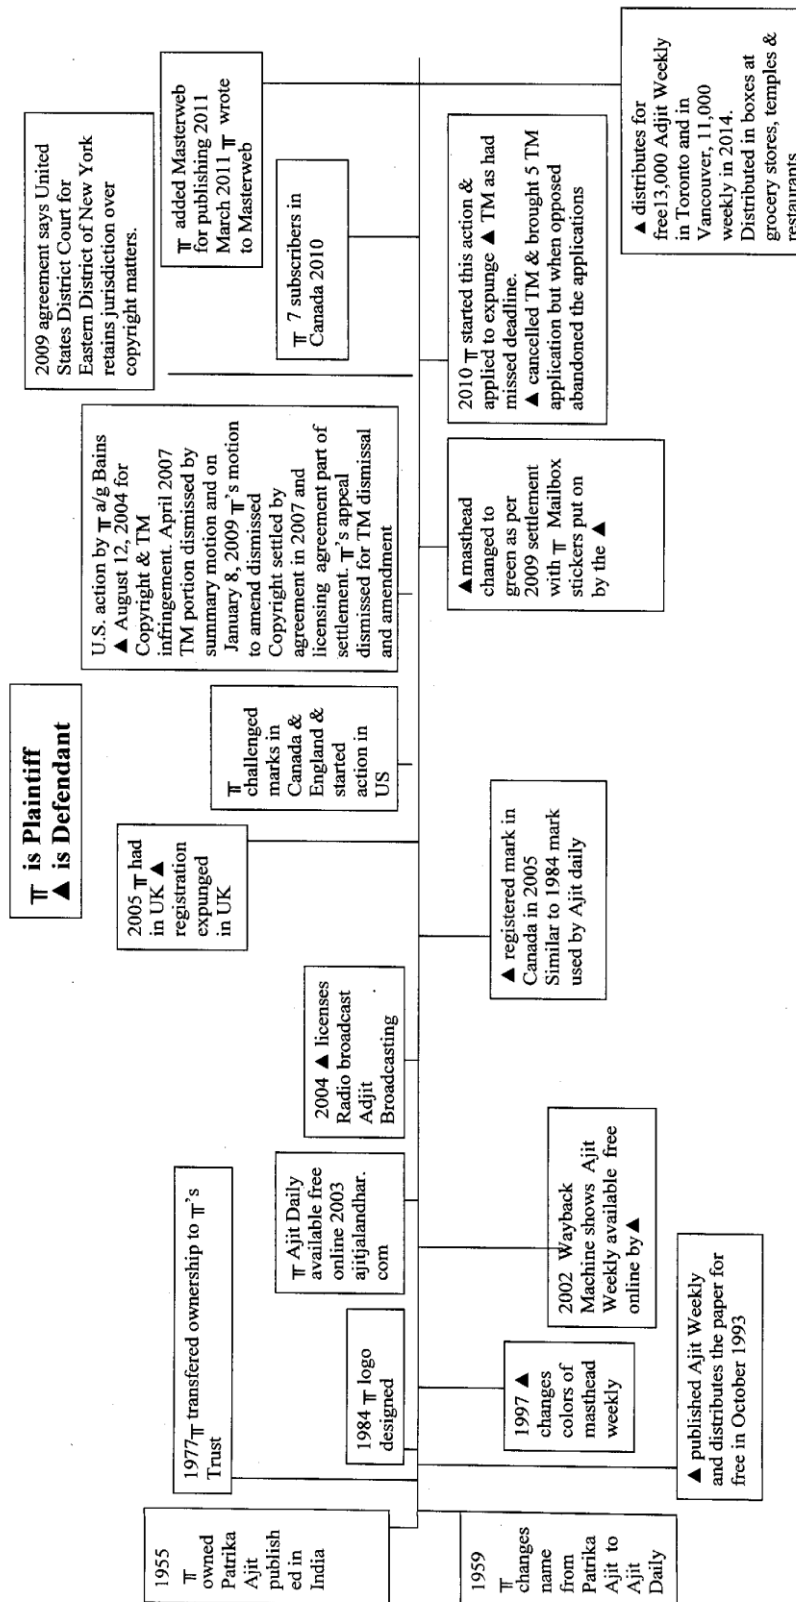 π is Plaintiff
▲ is Defendant
1955
π
owned
Patrika
Ajit
publish
ed in
India
1977π transfered ownership to π's
Trust
1984 π logo
designed
π Ajit Daily
available free
online 2003
ajitjalandhar.
com
2004 ▲ licenses
Radio broadcast
Adjit
Broadcasting
2005 π had
in UK ▲
registration
expunged
in UK
π
challenged
marks in
Canada &
England &
started
action in
US
U.S. action by π a/g Bains
▲ August 12, 2004 for
Copyright & TM
infringement. April 2007
TM portion dismissed by
summary motion and on
January 8, 2009 π's motion
to amend dismissed
Copyright settled by
agreement in 2007 and
licensing agreement part of
settlement. π's appeal
dismissed for TM dismissal
and amendment
2009 agreement says United
States District Court for
Eastern District of New York
retains jurisdiction over
copyright matters.
π 7 subscribers in
Canada 2010
π added Masterweb
for publishing 2011
March 2011 π wrote
to Masterweb
1959
π
changes
name
from
Patrika
Ajit to
Ajit
Daily
▲ published Ajit Weekly
and distributes the paper for
free in October 1993
1997 ▲
changes
colors of
masthead
weekly
2002 Wayback
Machine shows Ajit
Weekly available free
online by ▲
▲ registered mark in
Canada in 2005
Similar to 1984 mark
used by Ajit daily
▲masthead
changed to
green as per
2009 settlement
with π Mailbox
stickers put on
by the ▲
2010 π started this action &
applied to expunge ▲ TM as had
missed deadline.
▲ cancelled TM & brought 5 TM
application but when opposed
abandoned the applications
▲ distributes for
free13,000 Adjit Weekly
in Toronto and in
Vancouver, 11,000
weekly in 2014.
Distributed in boxes at
grocery stores, temples &
restaurants